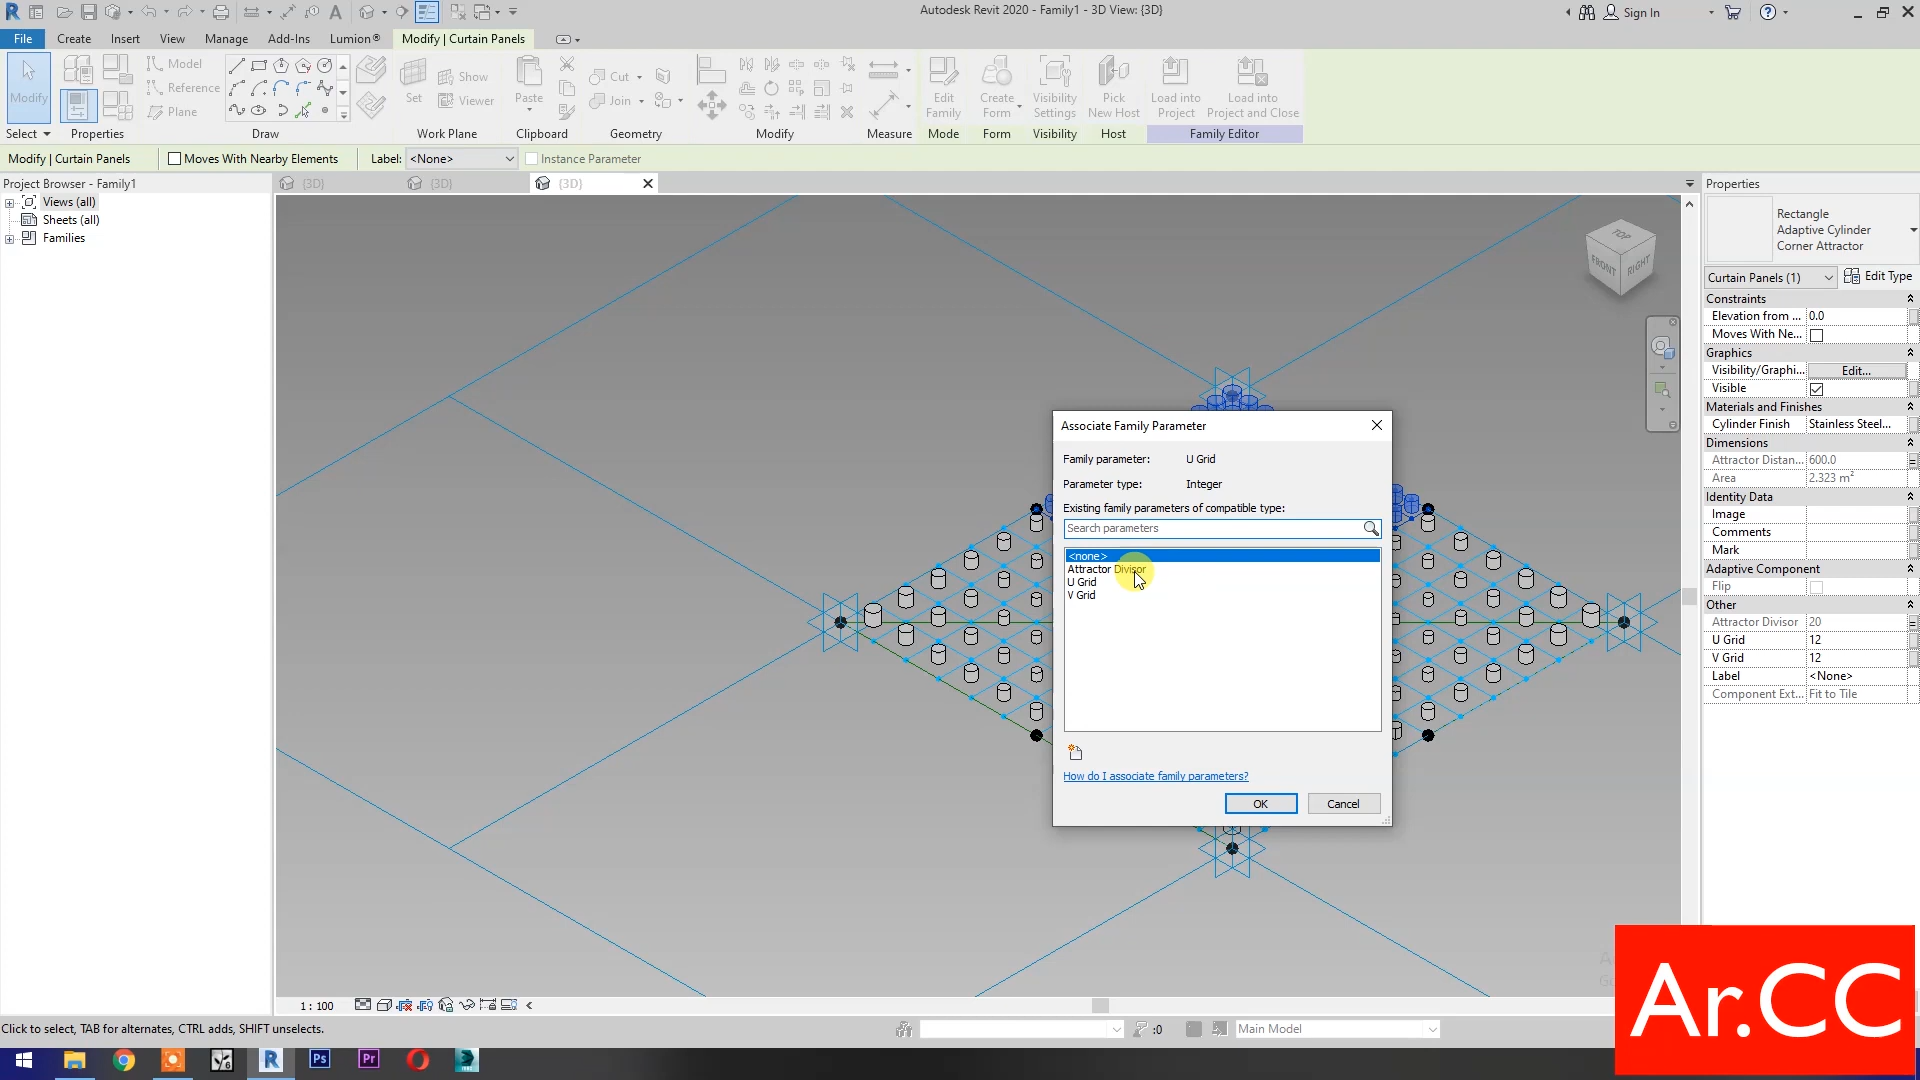 Autodesk Revit 2020 - Family1 - 3D View: {3D}
Sign In
File Create Insert View Manage Add-Ins Lumion® Modify | Curtain Panels
Modify
Model
Reference
Plane
Set
Show
Viewer
Paste
Cut
Join
Edit Family
Create Form
Visibility Settings
Pick New Host
Load into Project
Load into Project and Close
Select Properties Draw Work Plane Clipboard Geometry Modify Measure Mode Form Visibility Host Family Editor
Modify | Curtain Panels Moves With Nearby Elements Label: <None> Instance Parameter
Project Browser - Family1
Views (all)
Sheets (all)
Families
{3D} {3D} {3D}
TOP
FRONT RIGHT
Associate Family Parameter
Family parameter: U Grid
Parameter type: Integer
Existing family parameters of compatible type:
Search parameters
<none>
Attractor Divisor
U Grid
V Grid
How do I associate family parameters?
OK Cancel
Properties
Rectangle
Adaptive Cylinder
Corner Attractor
Curtain Panels (1) Edit Type
Constraints
Elevation from ... 0.0
Moves With Ne...
Graphics
Visibility/Graphi... Edit...
Visible
Materials and Finishes
Cylinder Finish Stainless Steel...
Dimensions
Attractor Distan... 600.0
Area 2.323 m²
Identity Data
Image
Comments
Mark
Adaptive Component
Flip
Other
Attractor Divisor 20
U Grid 12
V Grid 12
Label <None>
Component Ext... Fit to Tile
1 : 100
Click to select, TAB for alternates, CTRL adds, SHIFT unselects.
:0
Main Model
R Ps Pr
Ar.CC